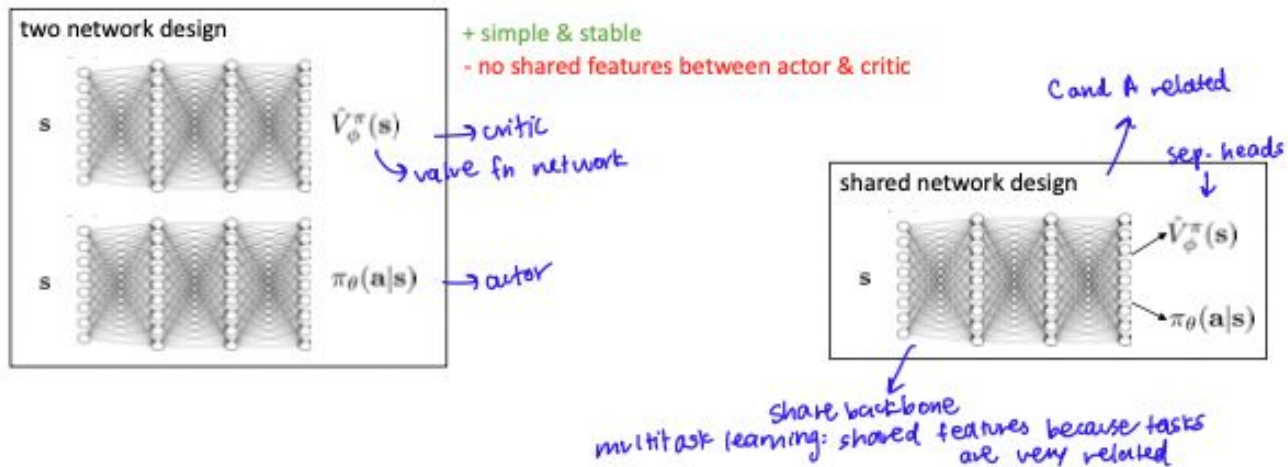 two network design
+ simple & stable
- no shared features between actor & critic
s
V̂^π_ϕ(s)
→ critic
→ value fn network
s
π_θ(a|s)
→ actor
C and A related
sep. heads
shared network design
s
V̂^π_ϕ(s)
π_θ(a|s)
share backbone
multitask learning: shared features because tasks
are very related